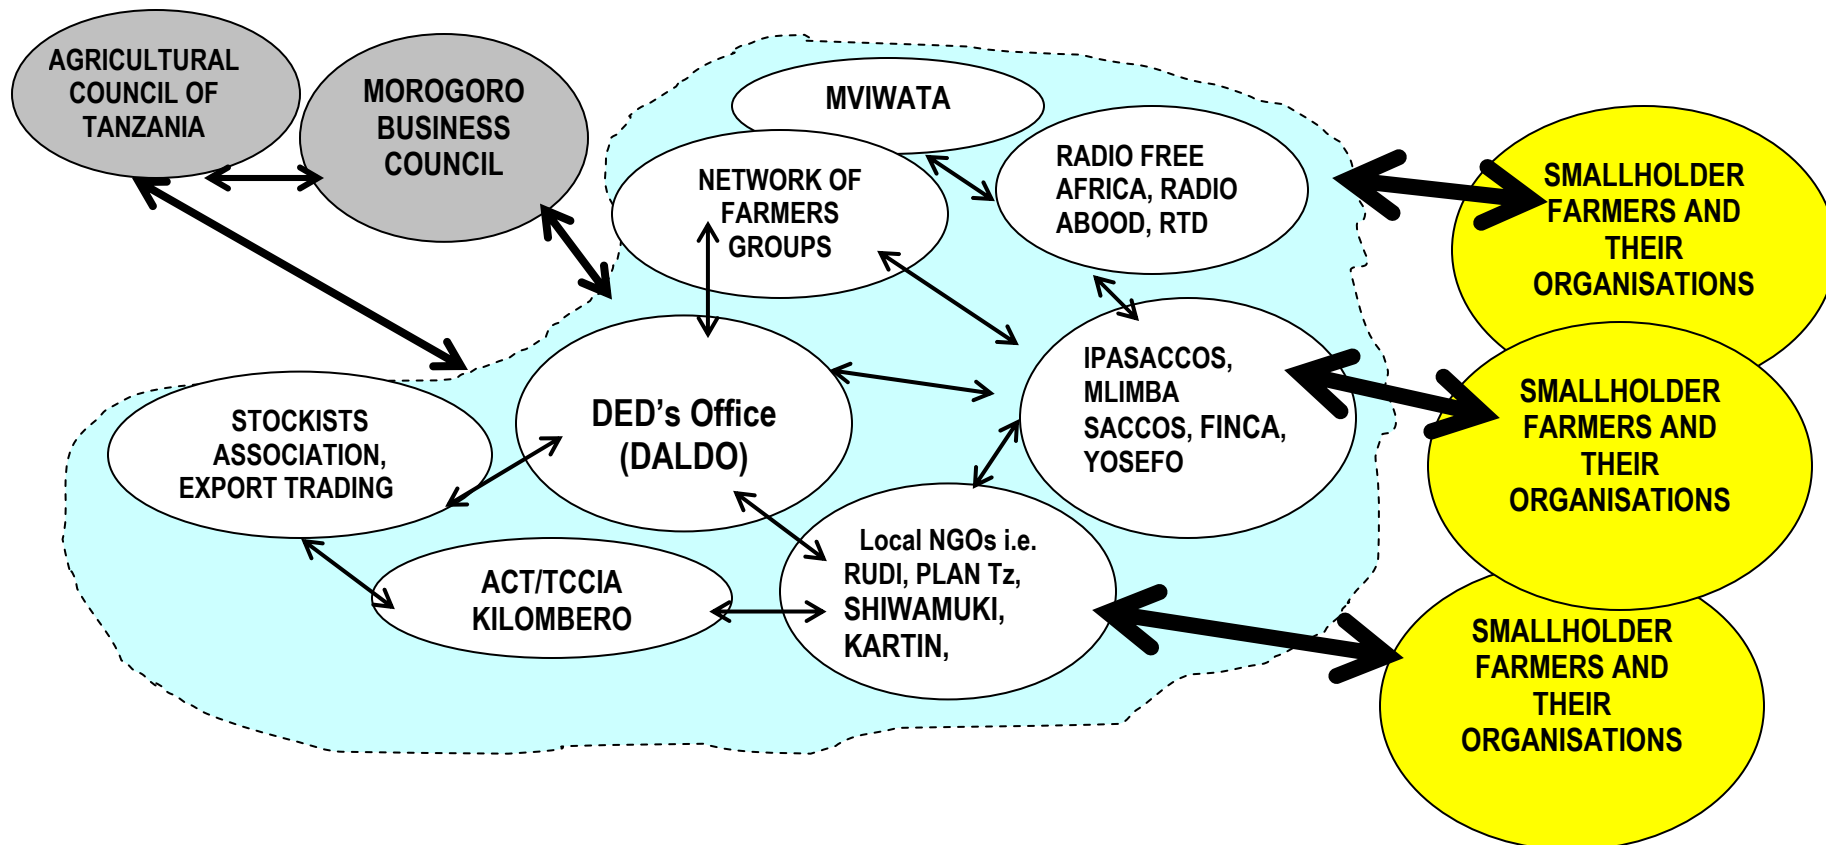 AGRICULTURAL
COUNCIL OF
TANZANIA
MOROGORO
BUSINESS
COUNCIL
MVIWATA
NETWORK OF
FARMERS
GROUPS
RADIO FREE
AFRICA, RADIO
ABOOD, RTD
SMALLHOLDER
FARMERS AND
THEIR
ORGANISATIONS
STOCKISTS
ASSOCIATION,
EXPORT TRADING
DED's Office
(DALDO)
IPASACCOS,
MLIMBA
SACCOS, FINCA,
YOSEFO
SMALLHOLDER
FARMERS AND
THEIR
ORGANISATIONS
ACT/TCCIA
KILOMBERO
Local NGOs i.e.
RUDI, PLAN Tz,
SHIWAMUKI,
KARTIN,
SMALLHOLDER
FARMERS AND
THEIR
ORGANISATIONS